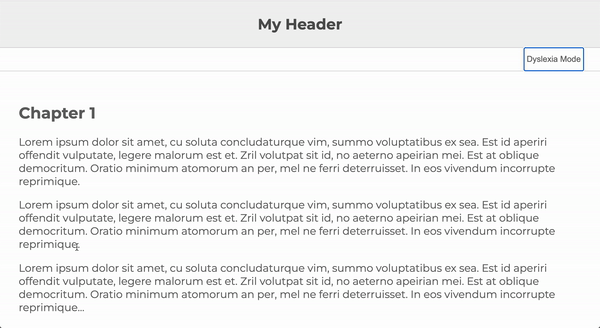 My Header
Dyslexia Mode
Chapter 1
Lorem ipsum dolor sit amet, cu soluta concludaturque vim, summo voluptatibus ex sea. Est id aperiri
offendit vulputate, legere malorum est et. Zril volutpat sit id, no aeterno apeirian mei. Est at oblique
democritum. Oratio minimum atomorum an per, mel ne ferri deterruisset. In eos vivendum incorrupte
reprimique.
Lorem ipsum dolor sit amet, cu soluta concludaturque vim, summo voluptatibus ex sea. Est id aperiri
offendit vulputate, legere malorum est et. Zril volutpat sit id, no aeterno apeirian mei. Est at oblique
democritum. Oratio minimum atomorum an per, mel ne ferri deterruisset. In eos vivendum incorrupte
reprimique.
Lorem ipsum dolor sit amet, cu soluta concludaturque vim, summo voluptatibus ex sea. Est id aperiri
offendit vulputate, legere malorum est et. Zril volutpat sit id, no aeterno apeirian mei. Est at oblique
democritum. Oratio minimum atomorum an per, mel ne ferri deterruisset. In eos vivendum incorrupte
reprimique...